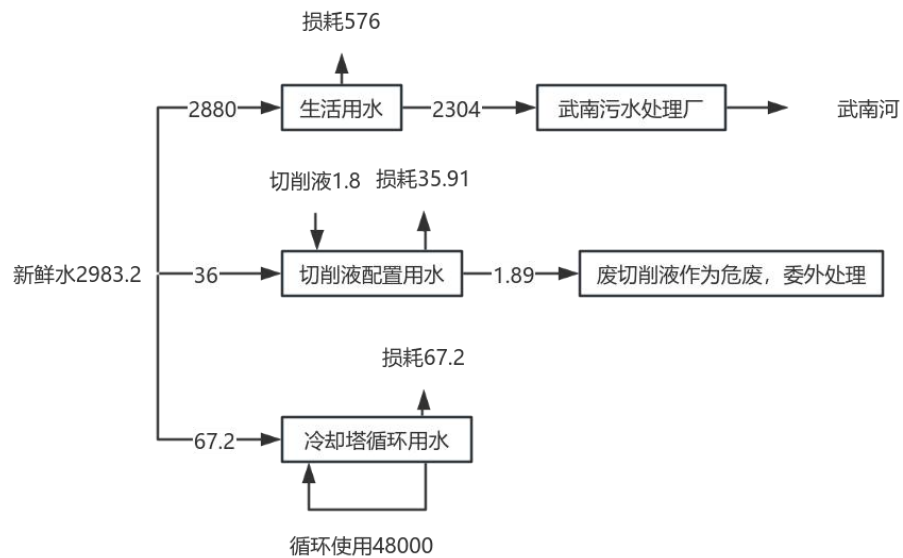 损耗576
2880
生活用水
2304
武南污水处理厂
武南河
切削液1.8
损耗35.91
新鲜水2983.2
36
切削液配置用水
1.89
废切削液作为危废，委外处理
损耗67.2
67.2
冷却塔循环用水
循环使用48000